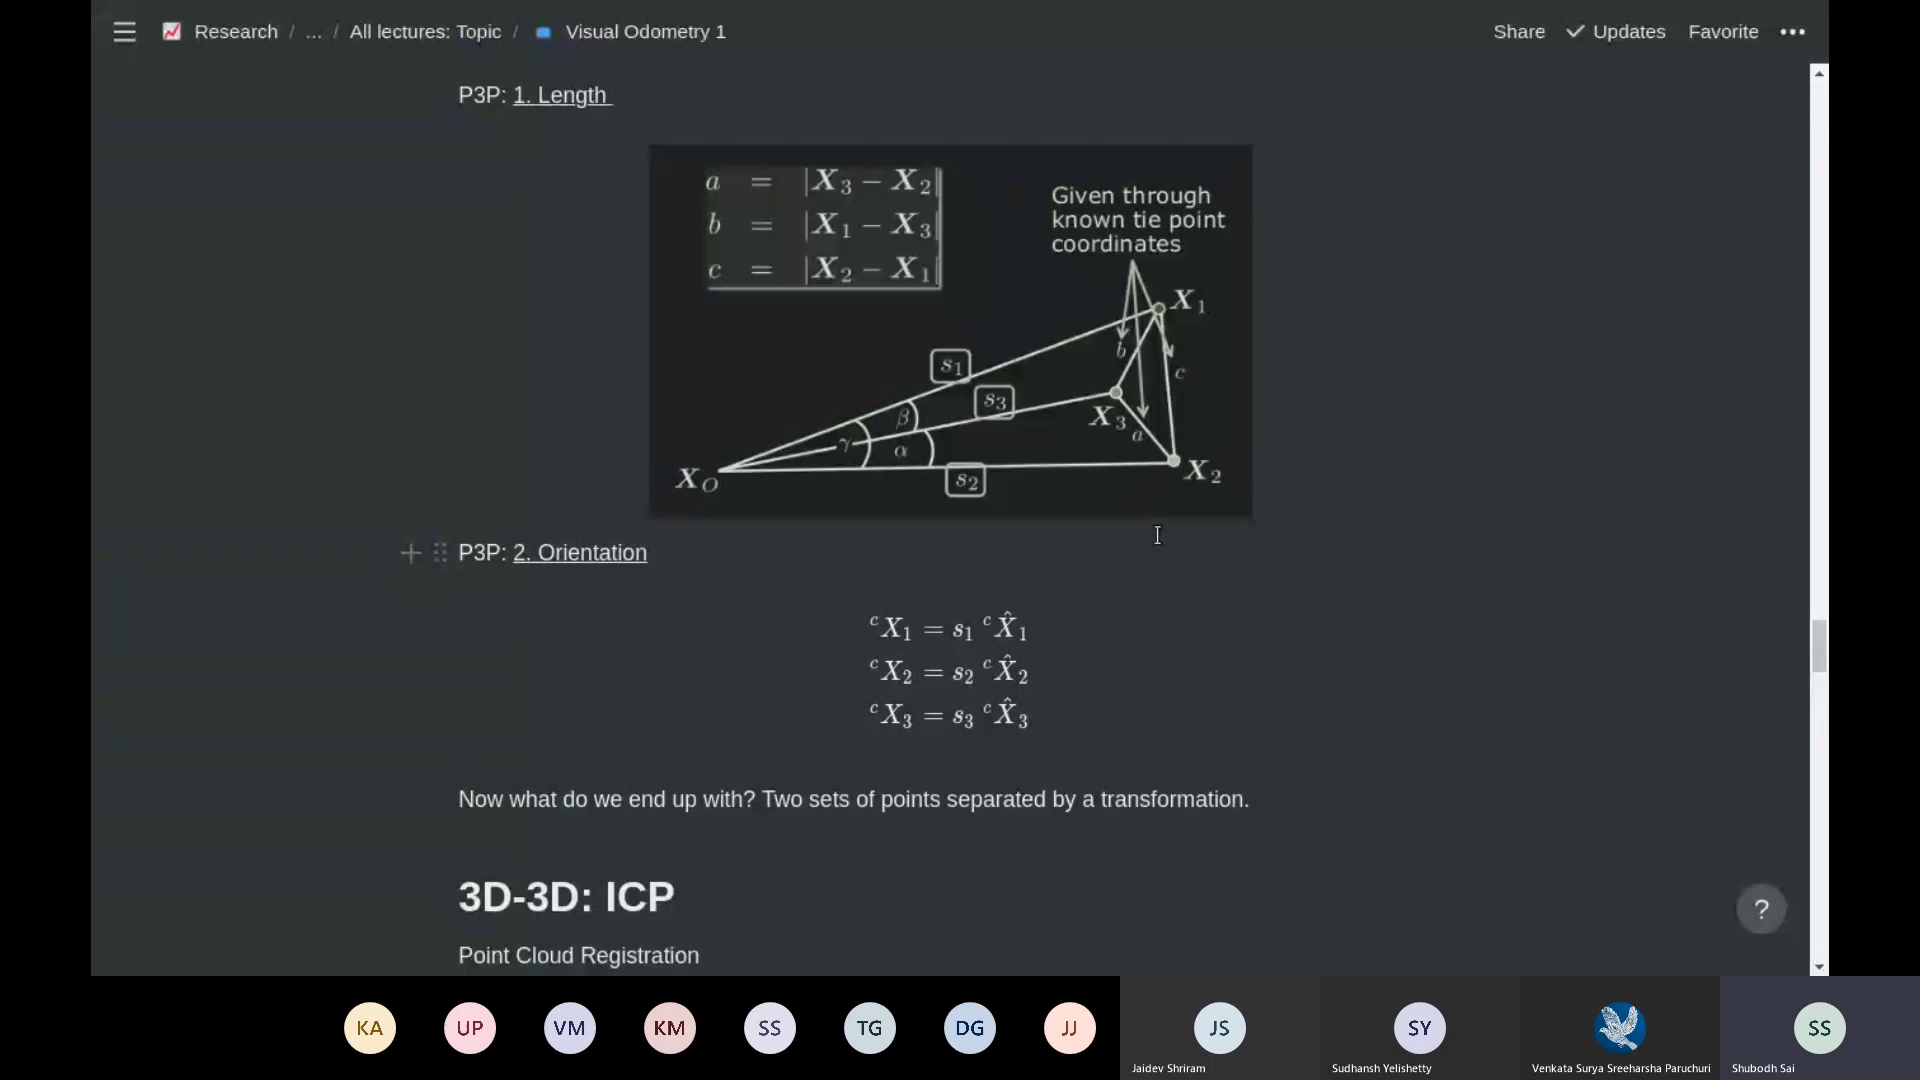 Research / ... / All lectures: Topic / Visual Odometry 1
Share Updates Favorite •••
P3P: 1. Length
a = |X₃ − X₂|
b = |X₁ − X₃|
c = |X₂ − X₁|
Given through
known tie point
coordinates
X₁
b
c
s₁
s₃
β
X₃
a
γ
α
X_O
s₂
X₂
P3P: 2. Orientation
ᶜX₁ = s₁ ᶜX̂₁
ᶜX₂ = s₂ ᶜX̂₂
ᶜX₃ = s₃ ᶜX̂₃
Now what do we end up with? Two sets of points separated by a transformation.
3D-3D: ICP
?
Point Cloud Registration
KA UP VM KM SS TG DG JJ JS SY SS
Jaidev Shriram Sudhansh Yelishetty Venkata Surya Sreeharsha Paruchuri Shubodh Sai